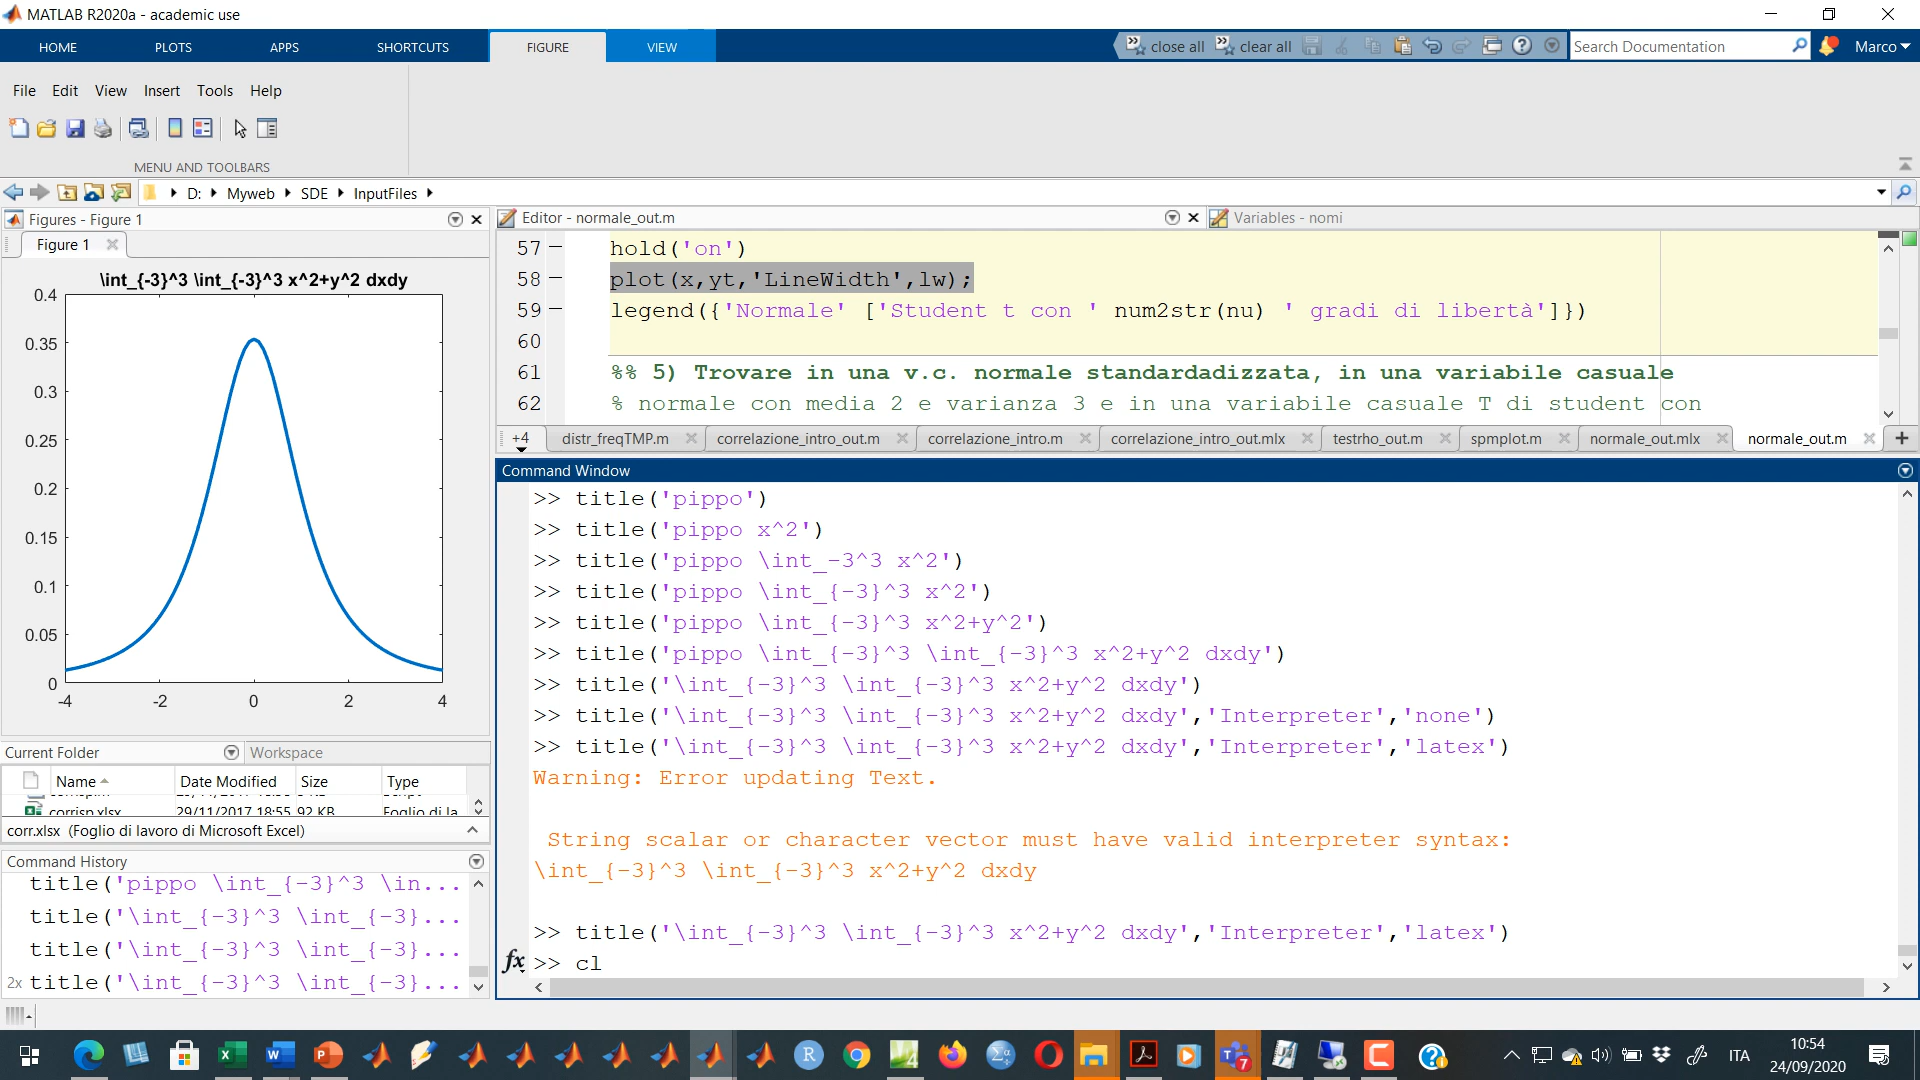 MATLAB R2020a - academic use
HOME PLOTS APPS SHORTCUTS FIGURE VIEW close all clear all Search Documentation Marco
File Edit View Insert Tools Help
MENU AND TOOLBARS
D: Myweb SDE InputFiles
Figures - Figure 1
Figure 1
\int_{-3}^3 \int_{-3}^3 x^2+y^2 dxdy
0.4
0.35
0.3
0.25
0.2
0.15
0.1
0.05
0
-4 -2 0 2 4
Editor - normale_out.m
Variables - nomi
57 hold('on')
58 plot(x,yt,'LineWidth',lw);
59 legend({'Normale' ['Student t con ' num2str(nu) ' gradi di libertà']})
60
61 %% 5) Trovare in una v.c. normale standardadizzata, in una variabile casuale
62 % normale con media 2 e varianza 3 e in una variabile casuale T di student con
+4 distr_freqTMP.m correlazione_intro_out.m correlazione_intro.m correlazione_intro_out.mlx testrho_out.m spmplot.m normale_out.mlx normale_out.m
Command Window
>> title('pippo')
>> title('pippo x^2')
>> title('pippo \int_-3^3 x^2')
>> title('pippo \int_{-3}^3 x^2')
>> title('pippo \int_{-3}^3 x^2+y^2')
>> title('pippo \int_{-3}^3 \int_{-3}^3 x^2+y^2 dxdy')
>> title('\int_{-3}^3 \int_{-3}^3 x^2+y^2 dxdy')
>> title('\int_{-3}^3 \int_{-3}^3 x^2+y^2 dxdy','Interpreter','none')
>> title('\int_{-3}^3 \int_{-3}^3 x^2+y^2 dxdy','Interpreter','latex')
Warning: Error updating Text.
String scalar or character vector must have valid interpreter syntax:
\int_{-3}^3 \int_{-3}^3 x^2+y^2 dxdy
>> title('\int_{-3}^3 \int_{-3}^3 x^2+y^2 dxdy','Interpreter','latex')
fx >> cl
Current Folder Workspace
Name Date Modified Size Type
corrisp.xlsx 29/11/2017 18:55 92 KB Foglio di la
corr.xlsx (Foglio di lavoro di Microsoft Excel)
Command History
title('pippo \int_{-3}^3 \in...
title('\int_{-3}^3 \int_{-3}...
title('\int_{-3}^3 \int_{-3}...
2x title('\int_{-3}^3 \int_{-3}...
ITA
10:54
24/09/2020